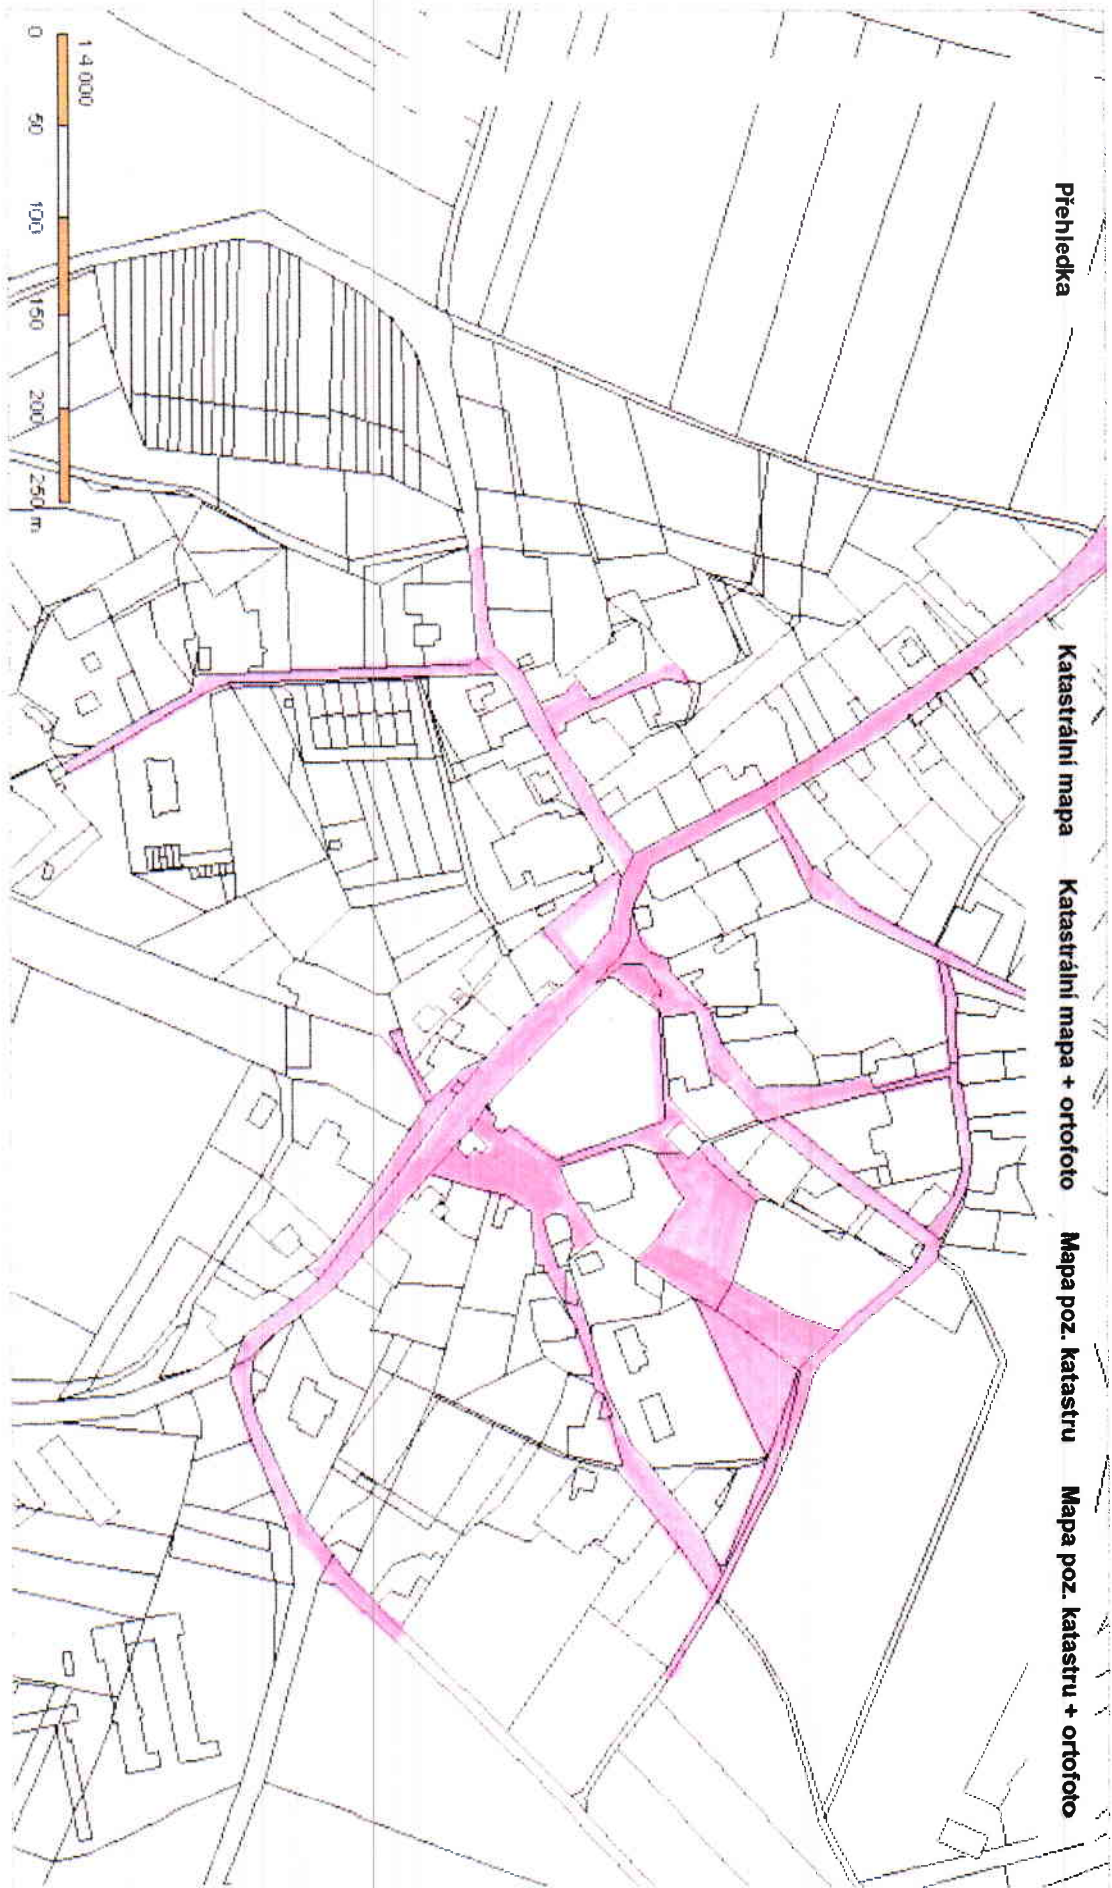 Přehledka Katastrální mapa Katastrální mapa + ortofoto Mapa poz. katastru Mapa poz. katastru + ortofoto
1 4 000
0 50 100 150 200 250 m